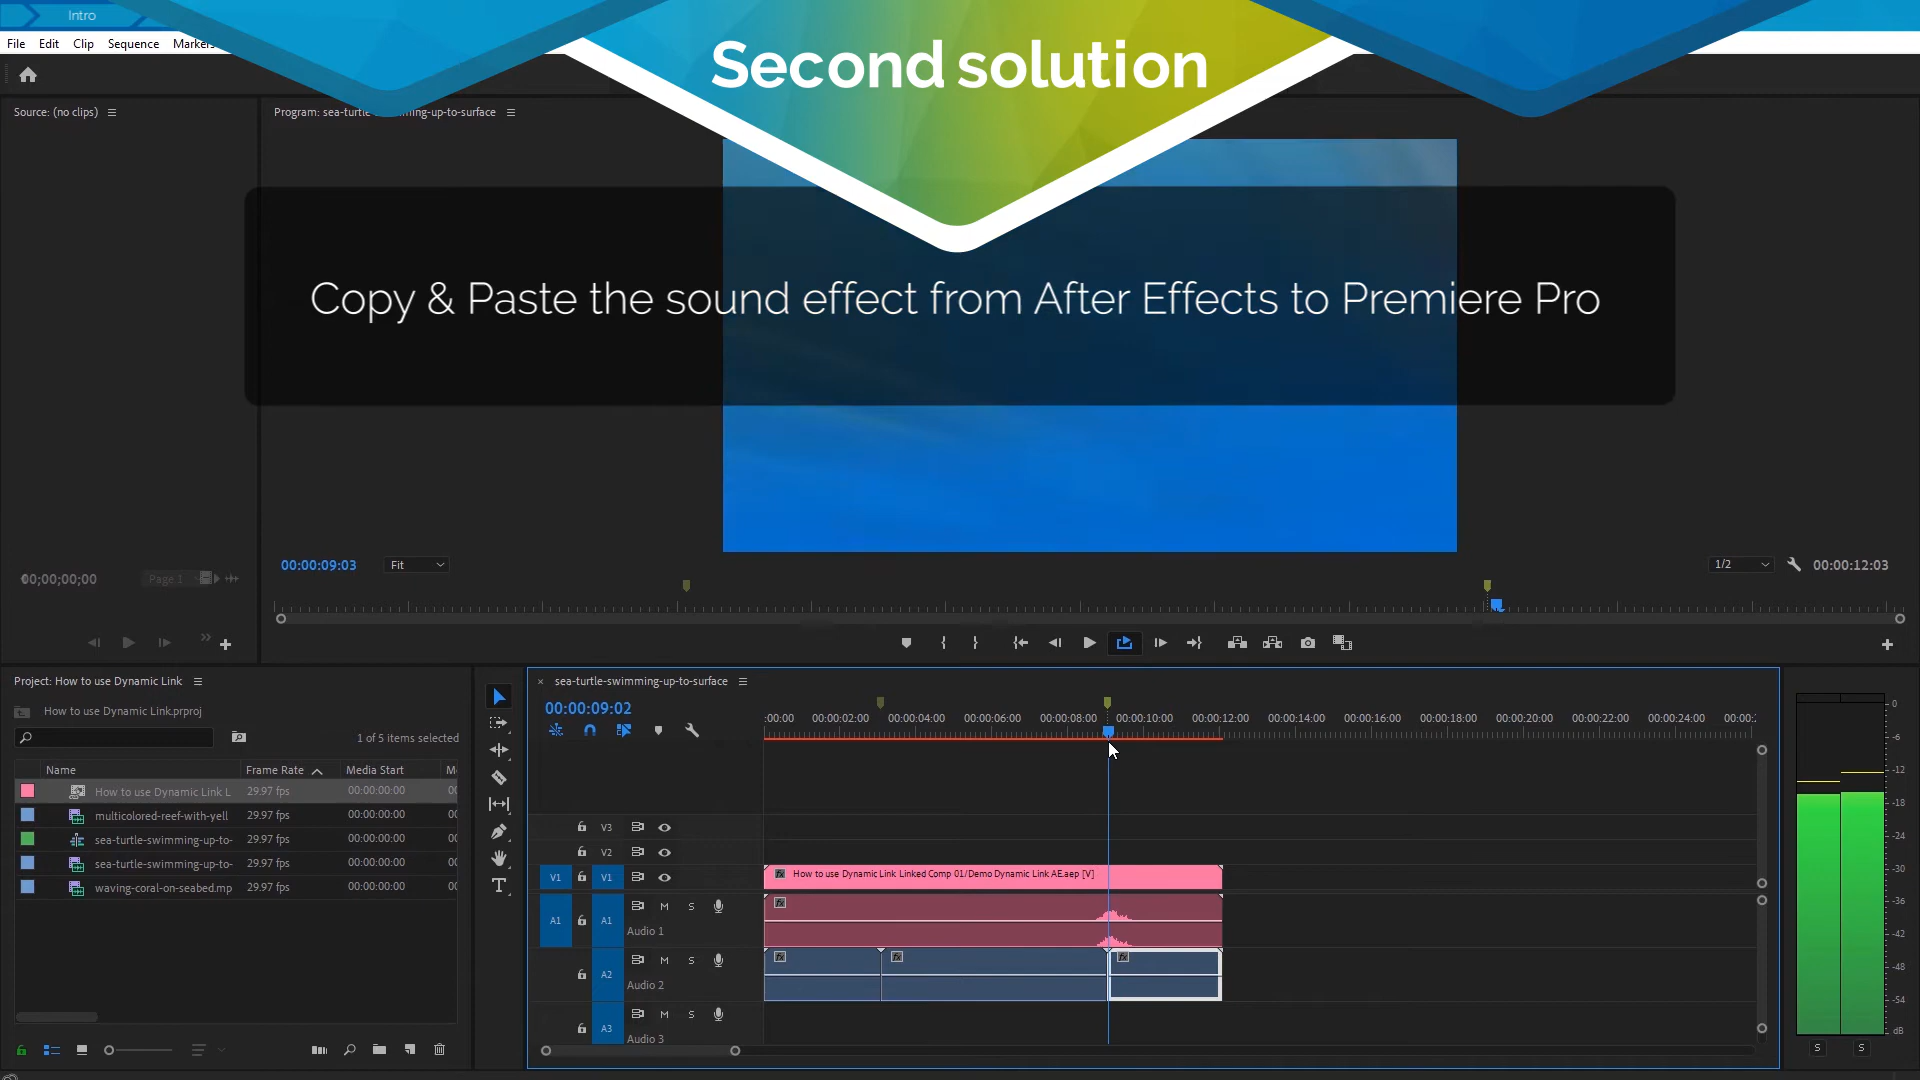 Intro
Second solution
File Edit Clip Sequence Markers
Source: (no clips)
Program: sea-turtle-swimming-up-to-surface
Copy & Paste the sound effect from After Effects to Premiere Pro
00;00;00;00
Page 1
00:00:09:03
Fit
1/2
00:00:12:03
Project: How to use Dynamic Link
How to use Dynamic Link.prproj
1 of 5 items selected
Name Frame Rate Media Start
How to use Dynamic Link L 29.97 fps 00:00:00:00
multicolored-reef-with-yell 29.97 fps 00:00:00:00
sea-turtle-swimming-up-to- 29.97 fps 00:00:00:00
sea-turtle-swimming-up-to- 29.97 fps 00:00:00:00
waving-coral-on-seabed.mp 29.97 fps 00:00:00:00
T
× sea-turtle-swimming-up-to-surface
00:00:09:02
:00:00 00:00:02:00 00:00:04:00 00:00:06:00 00:00:08:00 00:00:10:00 00:00:12:00 00:00:14:00 00:00:16:00 00:00:18:00 00:00:20:00 00:00:22:00 00:00:24:00
V3
V2
V1 V1 fx How to use Dynamic Link Linked Comp 01/Demo Dynamic Link AE.aep [V]
A1 A1 M S fx
Audio 1
A2 M S fx fx fx
Audio 2
A3 M S
Audio 3
0
-6
-12
-18
-24
-30
-36
-42
-48
-54
dB
S S